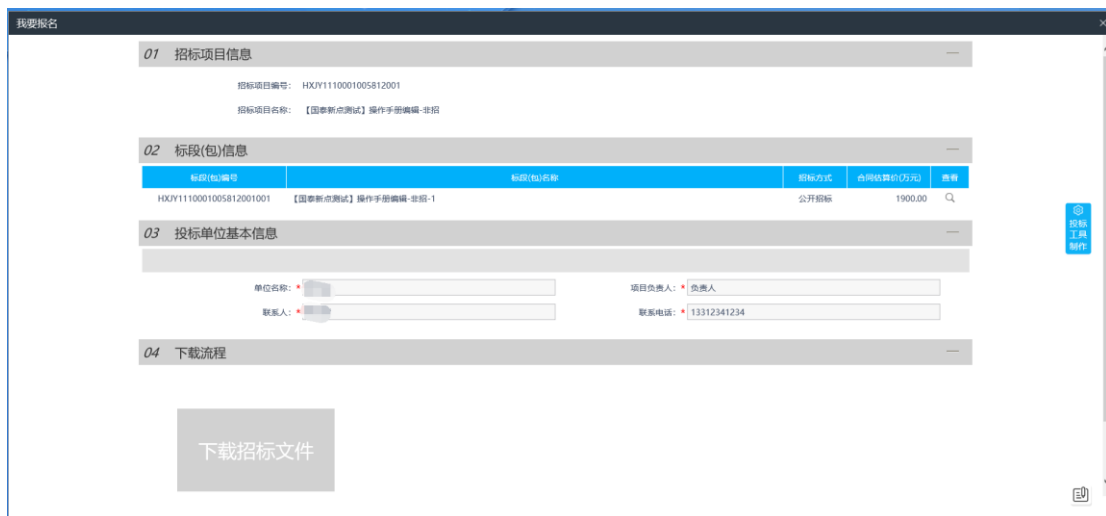 我要报名
01 招标项目信息
招标项目编号： HXJY1110001005812001
招标项目名称： 【国泰新点测试】操作手册编辑-非招
02 标段(包)信息
标段(包)编号 标段(包)名称 招标方式 合同估算价(万元) 查看
HXJY1110001005812001001 【国泰新点测试】操作手册编辑-非招-1 公开招标 1900.00
03 投标单位基本信息
单位名称： * 项目负责人： * 负责人
联系人： * 联系电话： * 13312341234
04 下载流程
下载招标文件
投标
工具
制作